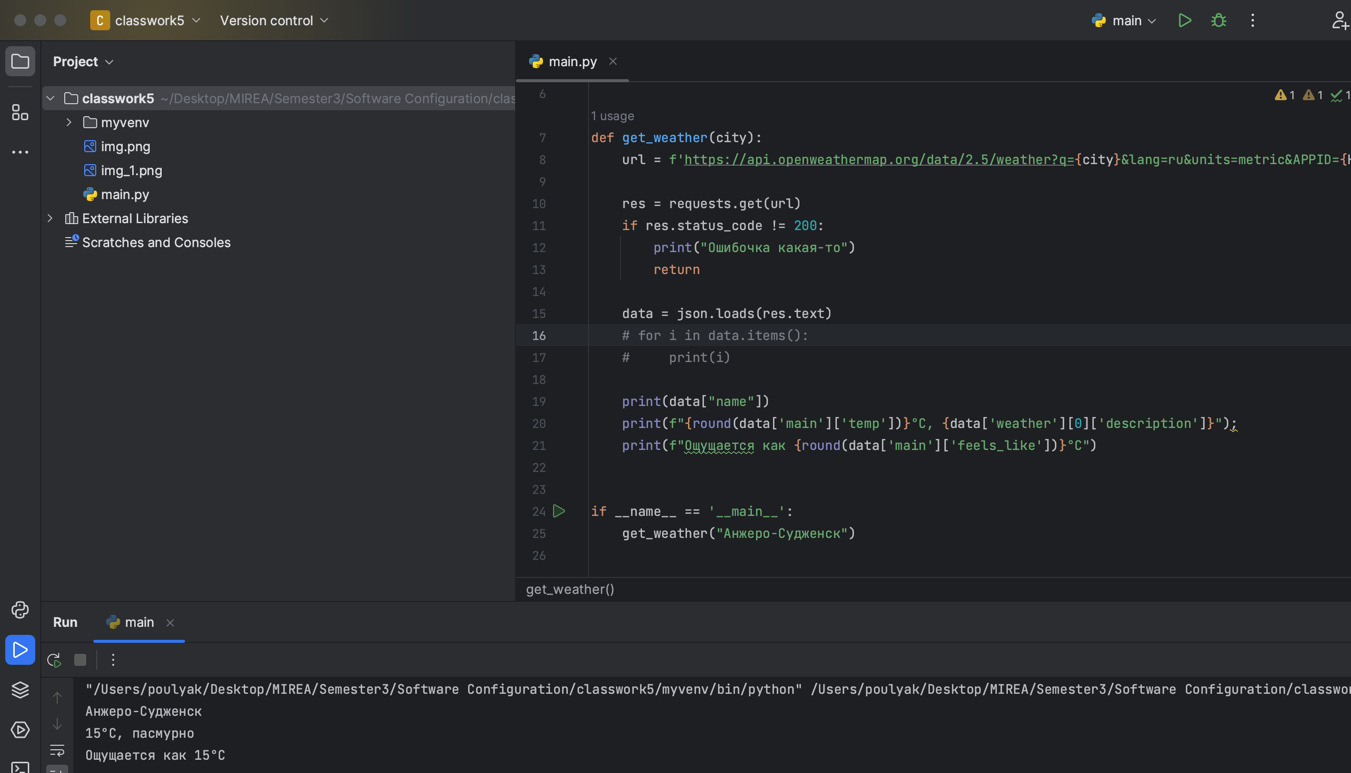 C classwork5 Version control main
Project
main.py
classwork5 ~/Desktop/MIREA/Semester3/Software Configuration/clas
myvenv
img.png
img_1.png
main.py
External Libraries
Scratches and Consoles
6
1 1 1
1 usage
7 def get_weather(city):
8 url = f'https://api.openweathermap.org/data/2.5/weather?q={city}&lang=ru&units=metric&APPID={
9
10 res = requests.get(url)
11 if res.status_code != 200:
12 print("Ошибочка какая-то")
13 return
14
15 data = json.loads(res.text)
16 # for i in data.items():
17 # print(i)
18
19 print(data["name"])
20 print(f"{round(data['main']['temp'])}°C, {data['weather'][0]['description']}");
21 print(f"Ощущается как {round(data['main']['feels_like'])}°C")
22
23
24 if __name__ == '__main__':
25 get_weather("Анжеро-Судженск")
26
get_weather()
Run main
"/Users/poulyak/Desktop/MIREA/Semester3/Software Configuration/classwork5/myvenv/bin/python" /Users/poulyak/Desktop/MIREA/Semester3/Software Configuration/classwo
Анжеро-Судженск
15°C, пасмурно
Ощущается как 15°C